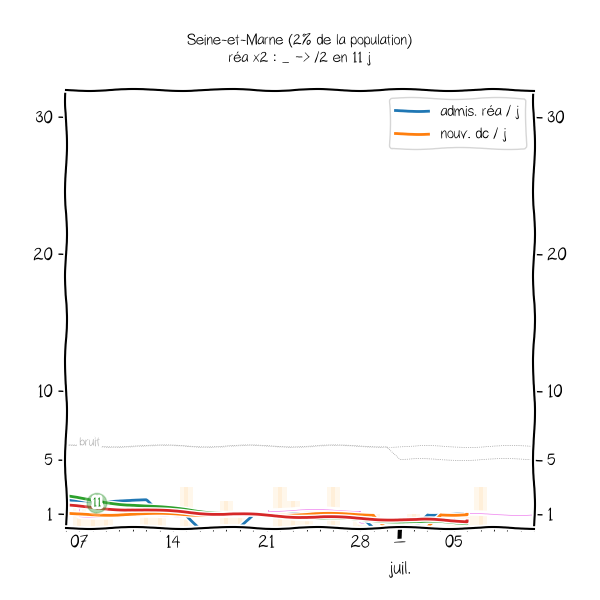 Seine-et-Marne (2% de la population)
réa x2 : _ -> /2 en 11 j
admis. réa / j
nouv. dc / j
30
30
20
20
10
10
bruit
5
5
11
1
1
07
14
21
28
05
juil.